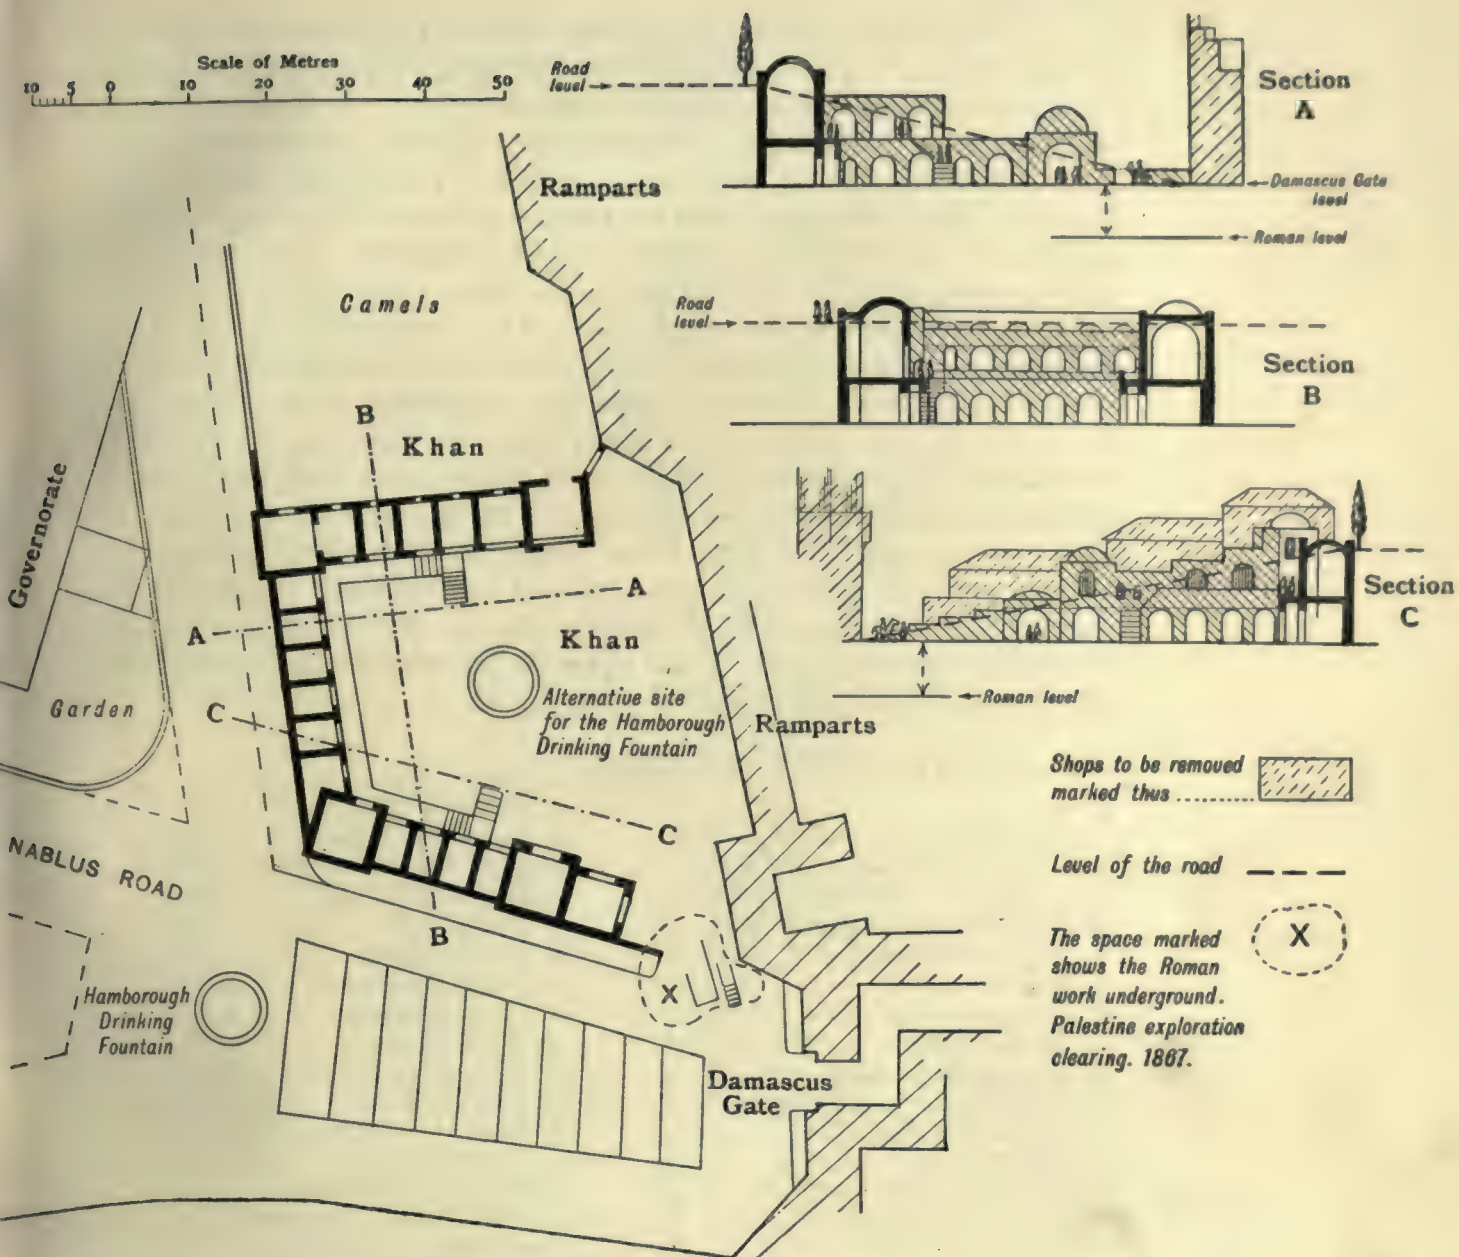 Scale of Metres
10 5 0 10 20 30 40 50
Road
level
Section
A
Damascus Gate
level
Roman level
Ramparts
Camels
Road
level
Section
B
B
Khan
Governorate
A
A
Khan
Section
C
Roman level
Garden
C
Alternative site
for the Hamborough
Drinking Fountain
Ramparts
Shops to be removed
marked thus ..........
C
NABLUS ROAD
Level of the road
B
X
The space marked
shows the Roman
work underground.
Palestine exploration
clearing. 1867.
X
Hamborough
Drinking
Fountain
Damascus
Gate